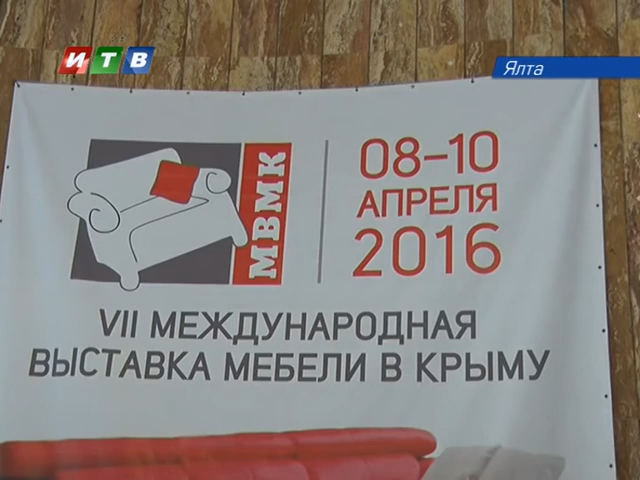 ИТВ
Ялта
МВМК
08–10
АПРЕЛЯ
2016
VII МЕЖДУНАРОДНАЯ
ВЫСТАВКА МЕБЕЛИ В КРЫМУ